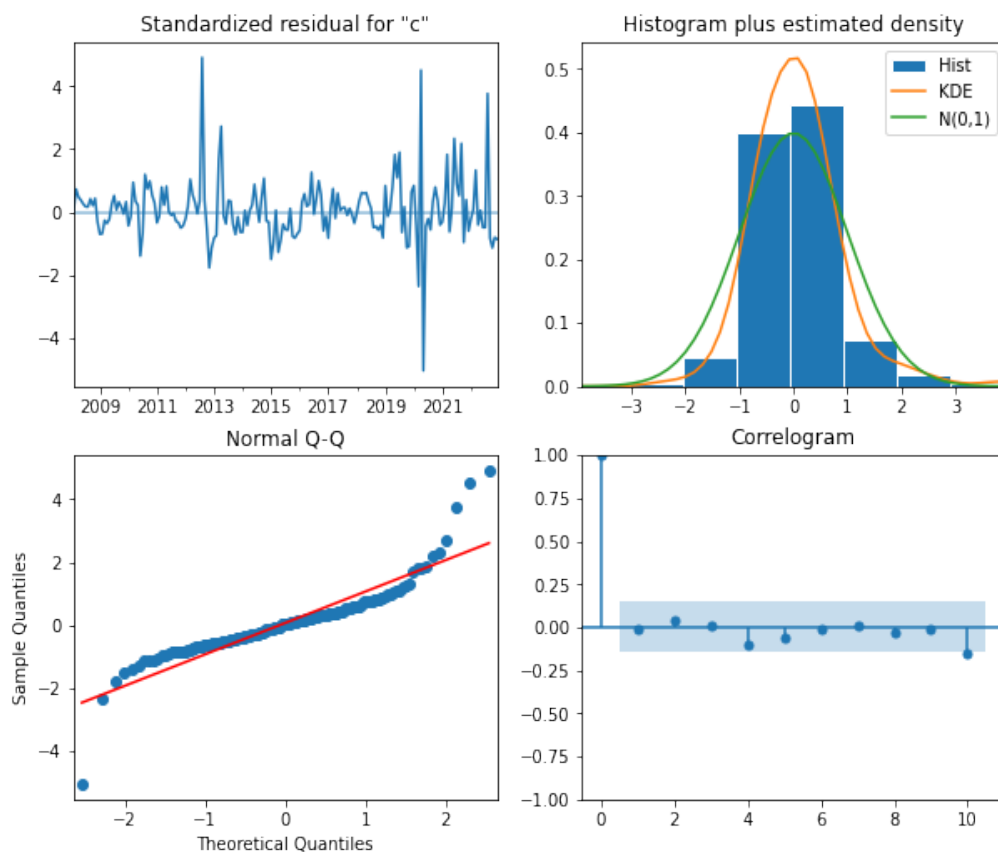 Standardized residual for "c"
4
2
0
−2
−4
2009 2011 2013 2015 2017 2019 2021
Histogram plus estimated density
Hist
KDE
N(0,1)
0.5
0.4
0.3
0.2
0.1
0.0
−3 −2 −1 0 1 2 3
Normal Q-Q
Sample Quantiles
4
2
0
−2
−4
−2 −1 0 1 2
Theoretical Quantiles
Correlogram
1.00
0.75
0.50
0.25
0.00
−0.25
−0.50
−0.75
−1.00
0 2 4 6 8 10